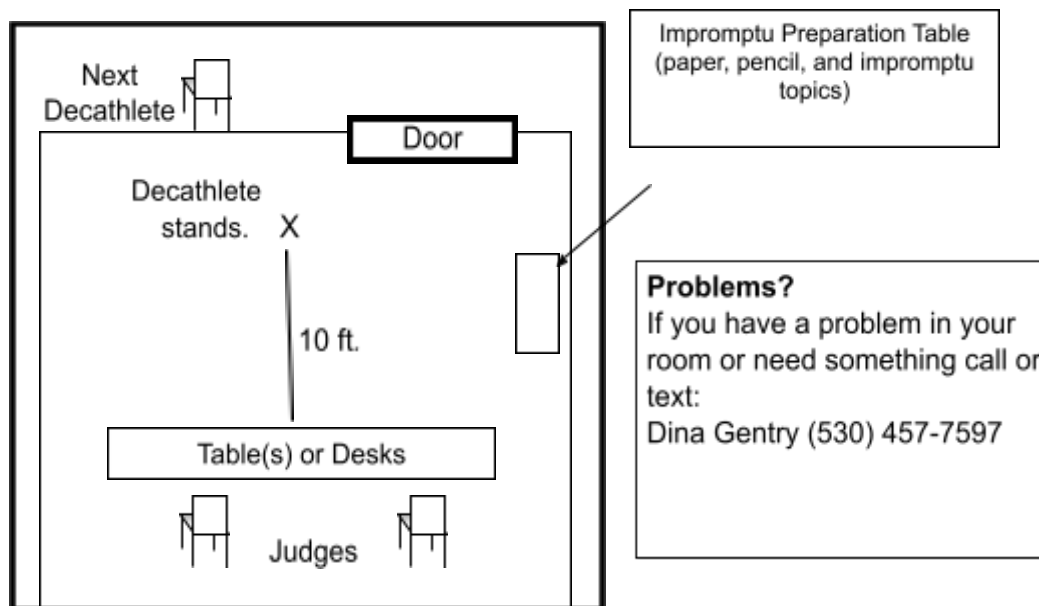 Next
Decathlete
Door
Decathlete
stands. X
10 ft.
Table(s) or Desks
Judges
Impromptu Preparation Table
(paper, pencil, and impromptu
topics)
Problems?
If you have a problem in your
room or need something call or
text:
Dina Gentry (530) 457-7597